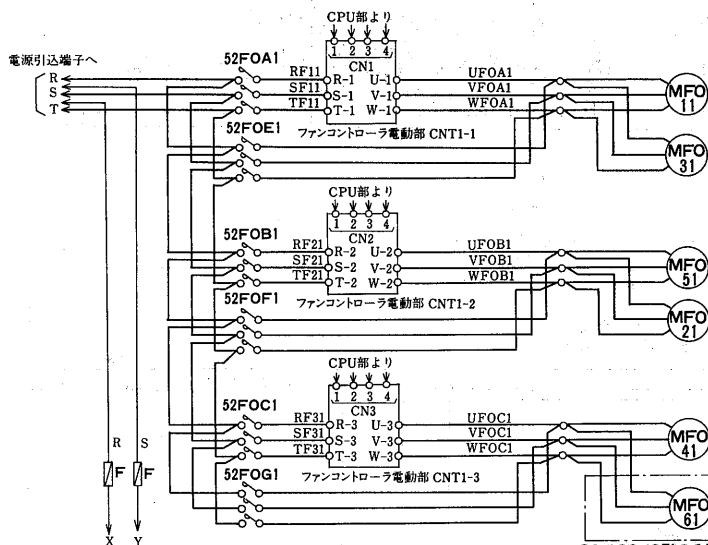 CPU部より
1 2 3 4
電源引込端子へ
52FOA1
CN1
R
RF11
R-1 U-1
UFOA1
S
SF11
S-1 V-1
VFOA1
T
TF11
T-1 W-1
WFOA1
MFO
11
52FOE1
ファンコントローラ電動部 CNT1-1
MFO
31
CPU部より
1 2 3 4
52FOB1
CN2
RF21
R-2 U-2
UFOB1
SF21
S-2 V-2
VFOB1
TF21
T-2 W-2
WFOB1
MFO
51
52FOF1
ファンコントローラ電動部 CNT1-2
MFO
21
CPU部より
1 2 3 4
52FOC1
CN3
RF31
R-3 U-3
UFOC1
SF31
S-3 V-3
VFOC1
TF31
T-3 W-3
WFOC1
MFO
41
R S
F F
52FOG1
ファンコントローラ電動部 CNT1-3
MFO
61
X Y